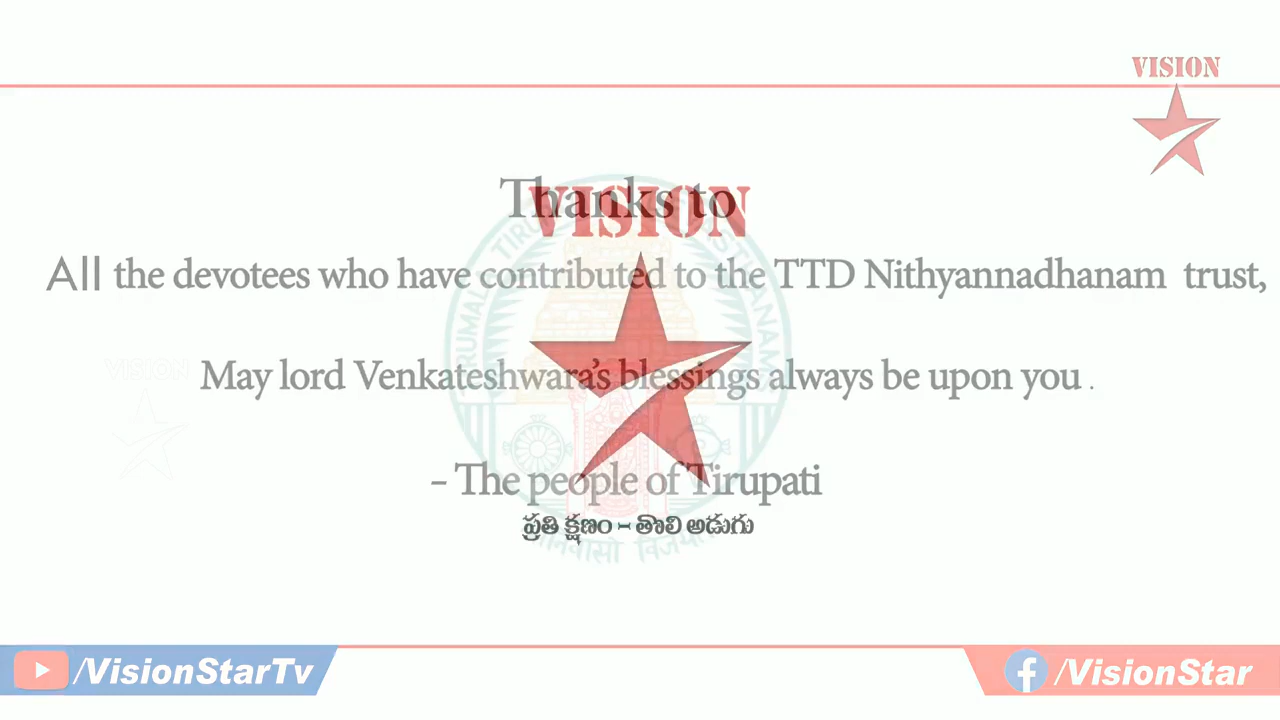 VISION
Thanks to
VISION
All the devotees who have contributed to the TTD Nithyannadhanam trust,
VISION
May lord Venkateshwara's blessings always be upon you .
– The people of Tirupati
ప్రతి క్షణం - తొలి అడుగు
/VisionStarTv
/VisionStar